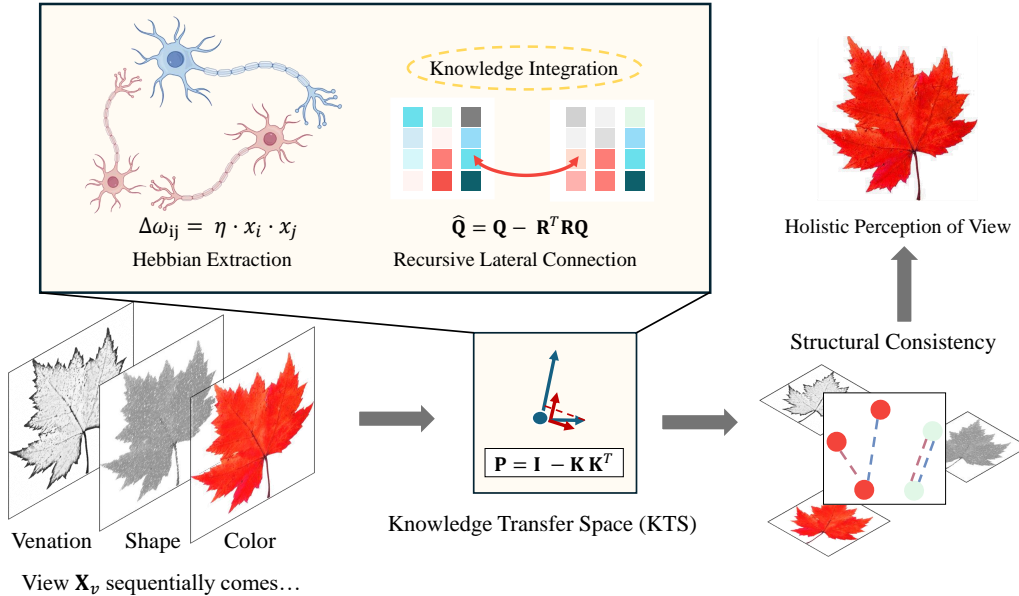 Knowledge Integration
Δω_ij = η · x_i · x_j
Hebbian Extraction
Q̂ = Q − R^T RQ
Recursive Lateral Connection
Holistic Perception of View
Structural Consistency
P = I − K K^T
Venation
Shape
Color
Knowledge Transfer Space (KTS)
View X_v sequentially comes…